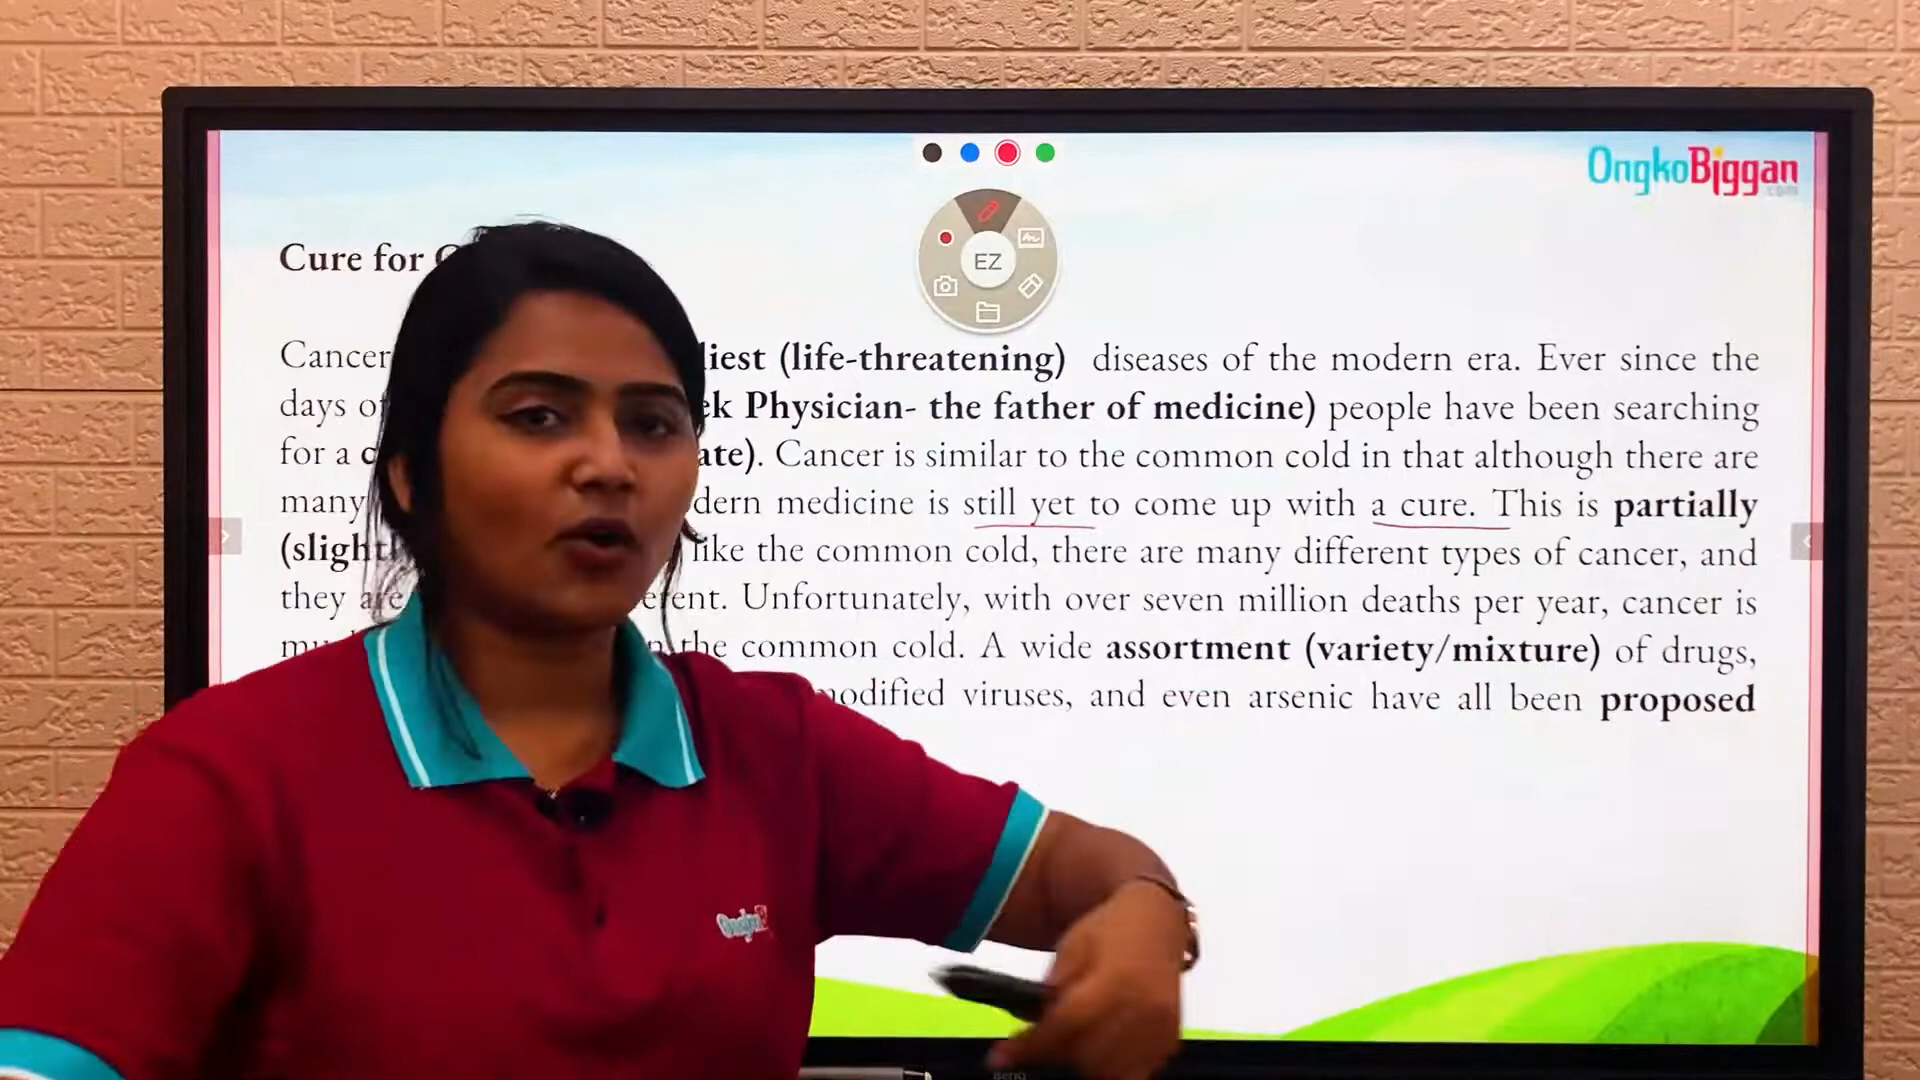 OngkoBiggan
.com
EZ
Cure for
Cancer liest (life-threatening) diseases of the modern era. Ever since the
days of ek Physician- the father of medicine) people have been searching
for a c ate). Cancer is similar to the common cold in that although there are
many dern medicine is still yet to come up with a cure. This is partially
(slightl like the common cold, there are many different types of cancer, and
they are erent. Unfortunately, with over seven million deaths per year, cancer is
mu n the common cold. A wide assortment (variety/mixture) of drugs,
modified viruses, and even arsenic have all been proposed
BenQ